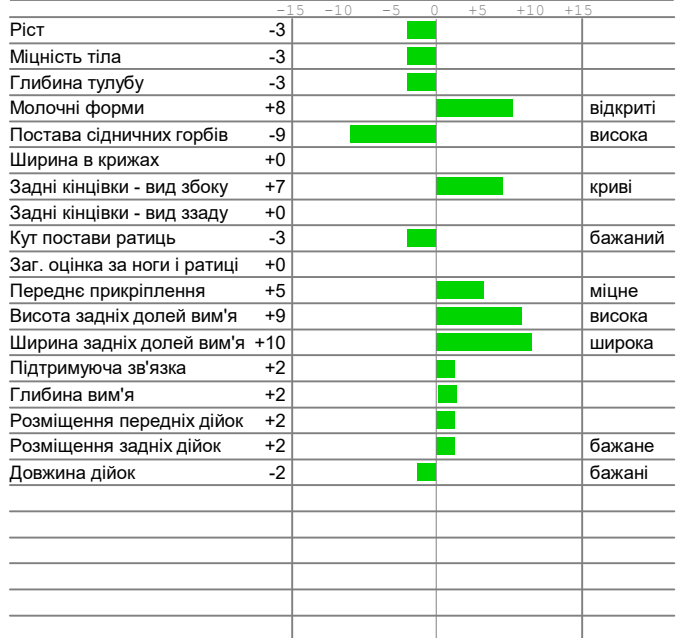 -15 -10 -5 0 +5 +10 +15
Ріст -3
Міцність тіла -3
Глибина тулубу -3
Молочні форми +8 відкриті
Постава сідничних горбів -9 висока
Ширина в крижах +0
Задні кінцівки - вид збоку +7 криві
Задні кінцівки - вид ззаду +0
Кут постави ратиць -3 бажаний
Заг. оцінка за ноги і ратиці +0
Переднє прикріплення +5 міцне
Висота задніх долей вим'я +9 висока
Ширина задніх долей вим'я +10 широка
Підтримуюча зв'язка +2
Глибина вим'я +2
Розміщення передніх дійок +2
Розміщення задніх дійок +2 бажане
Довжина дійок -2 бажані